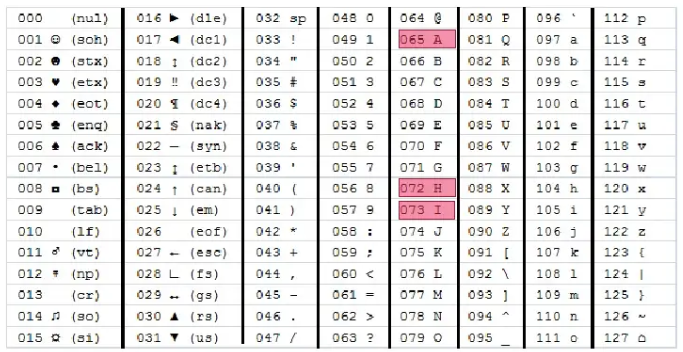 000 (nul) 016 ► (dle) 032 sp 048 0 064 @ 080 P 096 ` 112 p
001 ☺ (soh) 017 ◄ (dc1) 033 ! 049 1 065 A 081 Q 097 a 113 q
002 ☻ (stx) 018 ↕ (dc2) 034 " 050 2 066 B 082 R 098 b 114 r
003 ♥ (etx) 019 ‼ (dc3) 035 # 051 3 067 C 083 S 099 c 115 s
004 ♦ (eot) 020 ¶ (dc4) 036 $ 052 4 068 D 084 T 100 d 116 t
005 ♣ (enq) 021 § (nak) 037 % 053 5 069 E 085 U 101 e 117 u
006 ♠ (ack) 022 — (syn) 038 & 054 6 070 F 086 V 102 f 118 v
007 • (bel) 023 ↨ (etb) 039 ' 055 7 071 G 087 W 103 g 119 w
008 ◘ (bs) 024 ↑ (can) 040 ( 056 8 072 H 088 X 104 h 120 x
009 (tab) 025 ↓ (em) 041 ) 057 9 073 I 089 Y 105 i 121 y
010 (lf) 026 (eof) 042 * 058 : 074 J 090 Z 106 j 122 z
011 ♂ (vt) 027 ← (esc) 043 + 059 ; 075 K 091 [ 107 k 123 {
012 ♀ (np) 028 ∟ (fs) 044 , 060 < 076 L 092 \ 108 l 124 |
013 (cr) 029 ↔ (gs) 045 - 061 = 077 M 093 ] 109 m 125 }
014 ♫ (so) 030 ▲ (rs) 046 . 062 > 078 N 094 ^ 110 n 126 ~
015 ☼ (si) 031 ▼ (us) 047 / 063 ? 079 O 095 _ 111 o 127 ⌂